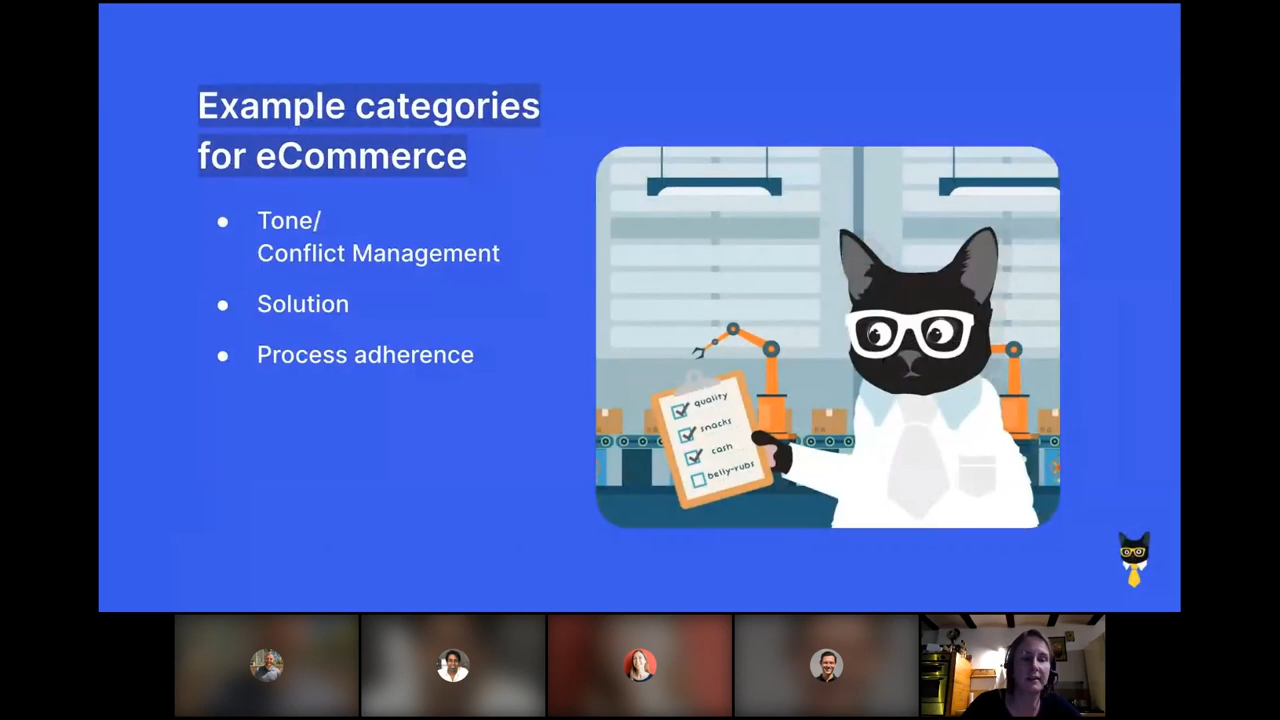 Example categories
for eCommerce
Tone/
Conflict Management
Solution
Process adherence
quality
snacks
cash
belly-rubs